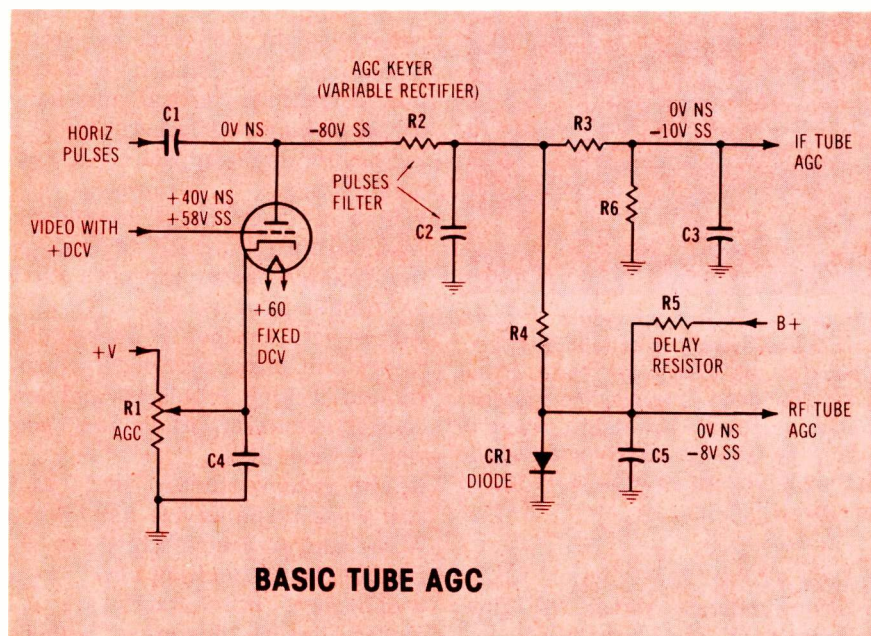 AGC KEYER
(VARIABLE RECTIFIER)
C1
HORIZ
PULSES
0V NS
-80V SS
R2
R3
0V NS
-10V SS
IF TUBE
AGC
PULSES
FILTER
C2
R6
C3
+40V NS
+58V SS
VIDEO WITH
+DCV
+60
FIXED
DCV
R4
R5
B+
DELAY
RESISTOR
+V
R1
AGC
C4
CR1
DIODE
C5
0V NS
-8V SS
RF TUBE
AGC
BASIC TUBE AGC